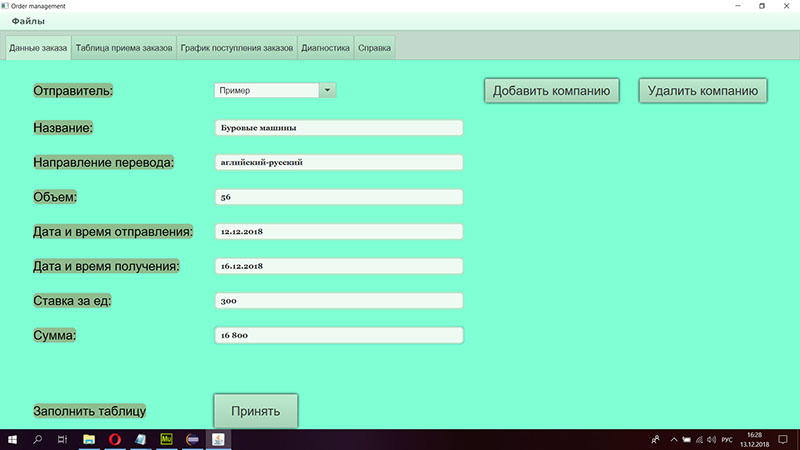 Order management
Файлы
Данные заказа Таблица приема заказов График поступления заказов Диагностика Справка
Отправитель: Пример Добавить компанию Удалить компанию
Название: Буровые машины
Направление перевода: аглийский-русский
Объем: 56
Дата и время отправления: 12.12.2018
Дата и время получения: 16.12.2018
Ставка за ед: 300
Сумма: 16 800
Заполнить таблицу Принять
Mu РУС 16:28
13.12.2018